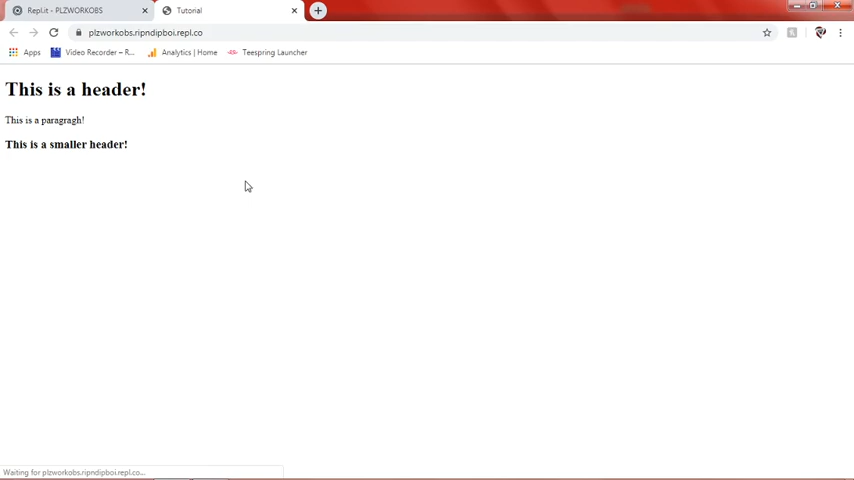 Repl.it - PLZWORKOBS
Tutorial
plzworkobs.ripndipboi.repl.co
Apps
Video Recorder – R...
Analytics | Home
Teespring Launcher
This is a header!
This is a paragragh!
This is a smaller header!
Waiting for plzworkobs.ripndipboi.repl.co...